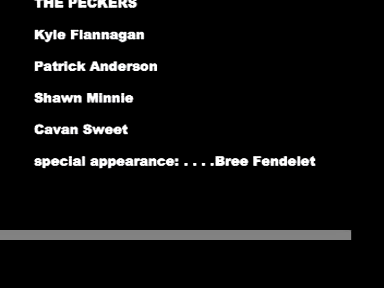 THE PECKERS
Kyle Flannagan
Patrick Anderson
Shawn Minnie
Cavan Sweet
special appearance: . . . .Bree Fendelet